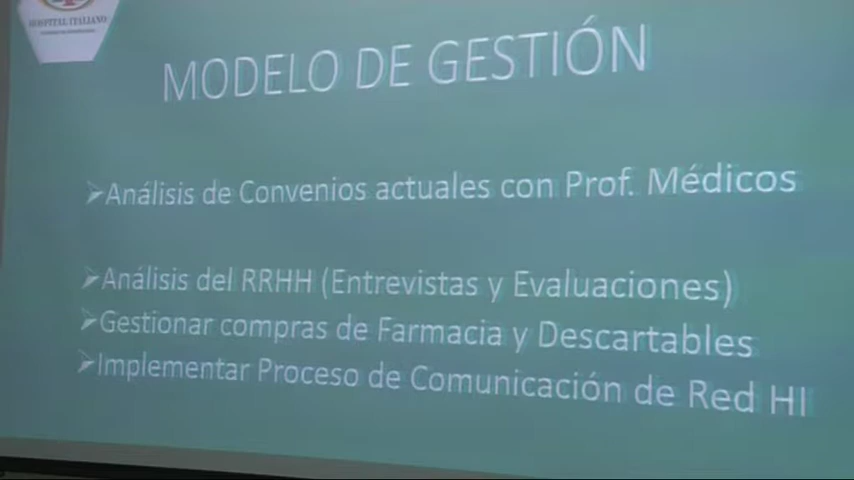 HOSPITAL ITALIANO
MODELO DE GESTIÓN
➢Análisis de Convenios actuales con Prof. Médicos
➢Análisis del RRHH (Entrevistas y Evaluaciones)
➢Gestionar compras de Farmacia y Descartables
➢Implementar Proceso de Comunicación de Red HI